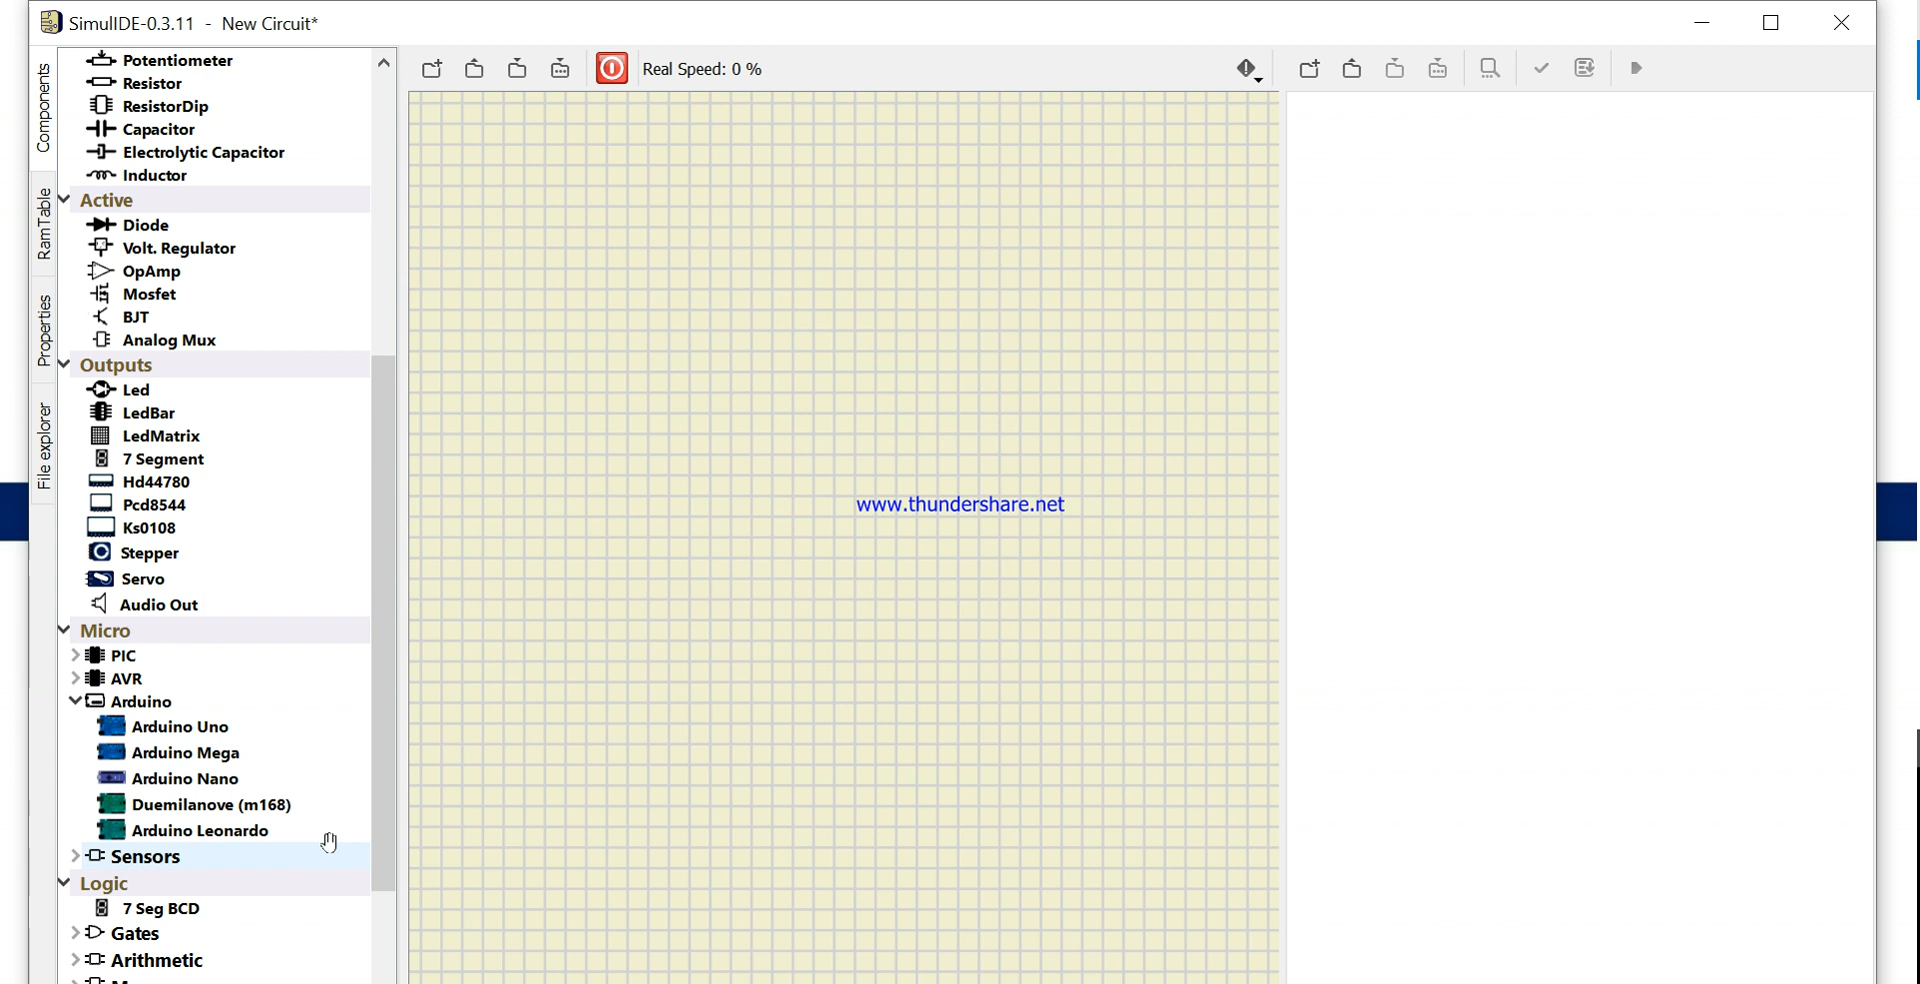 SimulIDE-0.3.11 - New Circuit*
Components
RamTable
Properties
File explorer
Potentiometer
Resistor
ResistorDip
Capacitor
Electrolytic Capacitor
Inductor
Active
Diode
Volt. Regulator
OpAmp
Mosfet
BJT
Analog Mux
Outputs
Led
LedBar
LedMatrix
7 Segment
Hd44780
Pcd8544
Ks0108
Stepper
Servo
Audio Out
Micro
PIC
AVR
Arduino
Arduino Uno
Arduino Mega
Arduino Nano
Duemilanove (m168)
Arduino Leonardo
Sensors
Logic
7 Seg BCD
Gates
Arithmetic
Real Speed: 0 %
www.thundershare.net